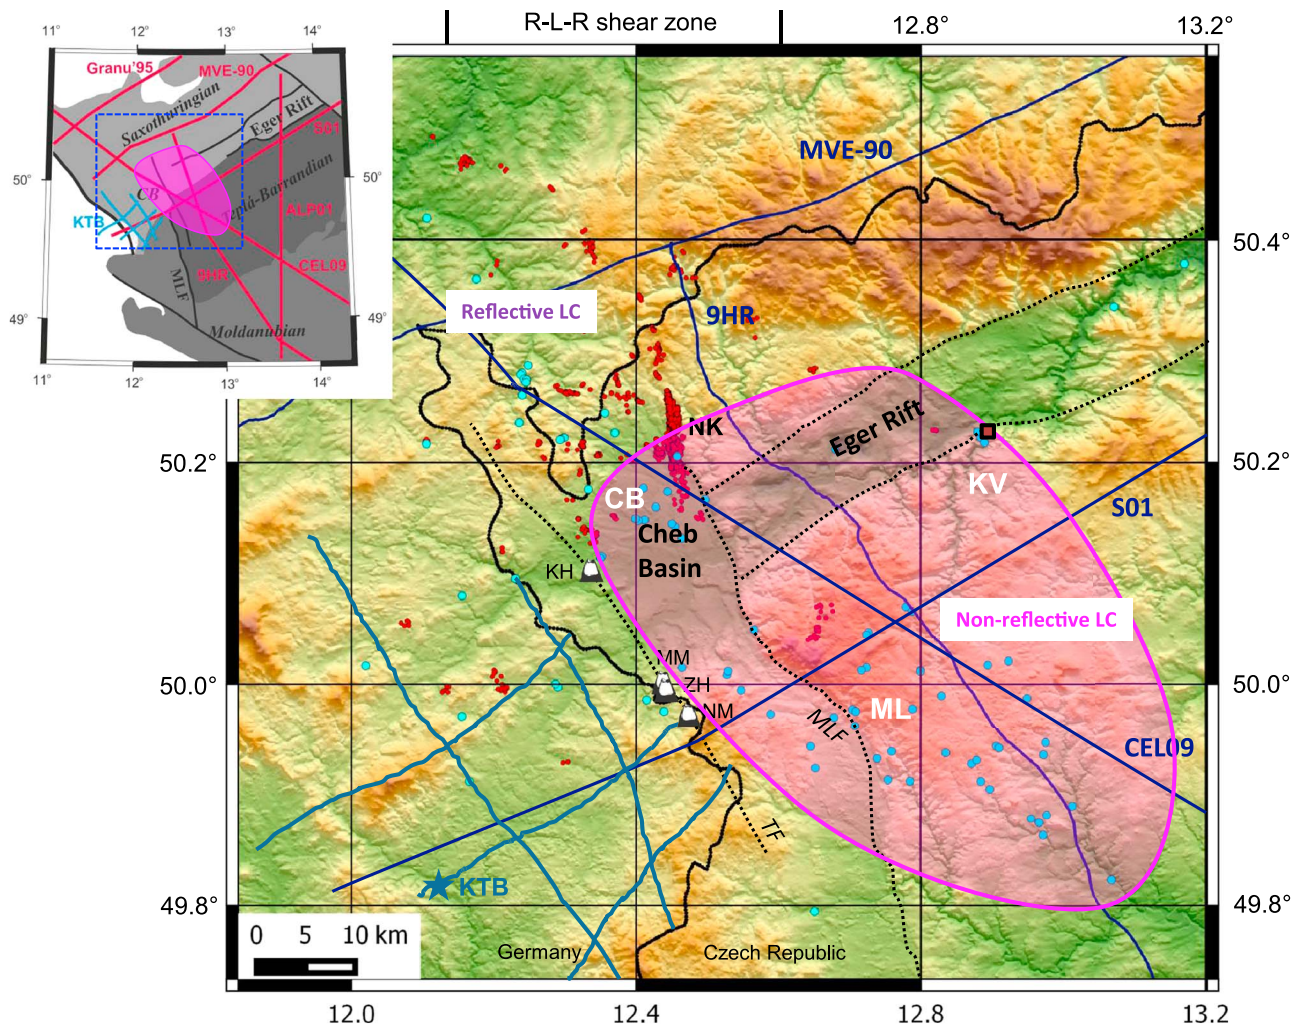 R-L-R shear zone
12.8°
13.2°
11°
12°
13°
14°
Granu'95
MVE-90
Saxothuringian
Eger Rift
S01
50°
50°
CB
Teplá-Barrandian
KTB
ALP01
CEL09
9HR
MLF
49°
49°
Moldanubian
11°
12°
13°
14°
MVE-90
50.4°
Reflective LC
9HR
NK
Eger Rift
50.2°
50.2°
KV
CB
S01
Cheb
Basin
KH
Non-reflective LC
MM
50.0°
ZH
50.0°
NM
ML
MLF
CEL09
TF
KTB
49.8°
49.8°
0 5 10 km
Germany
Czech Republic
12.0
12.4
12.8
13.2